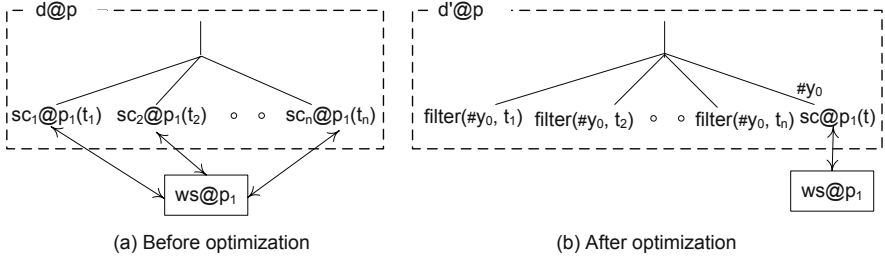 d@p
d'@p
#y₀
sc₁@p₁(t₁) sc₂@p₁(t₂) ∘ ∘ scₙ@p₁(tₙ)
filter(#y₀, t₁) filter(#y₀, t₂) ∘ ∘ filter(#y₀, tₙ) sc@p₁(t)
ws@p₁
ws@p₁
(a) Before optimization
(b) After optimization